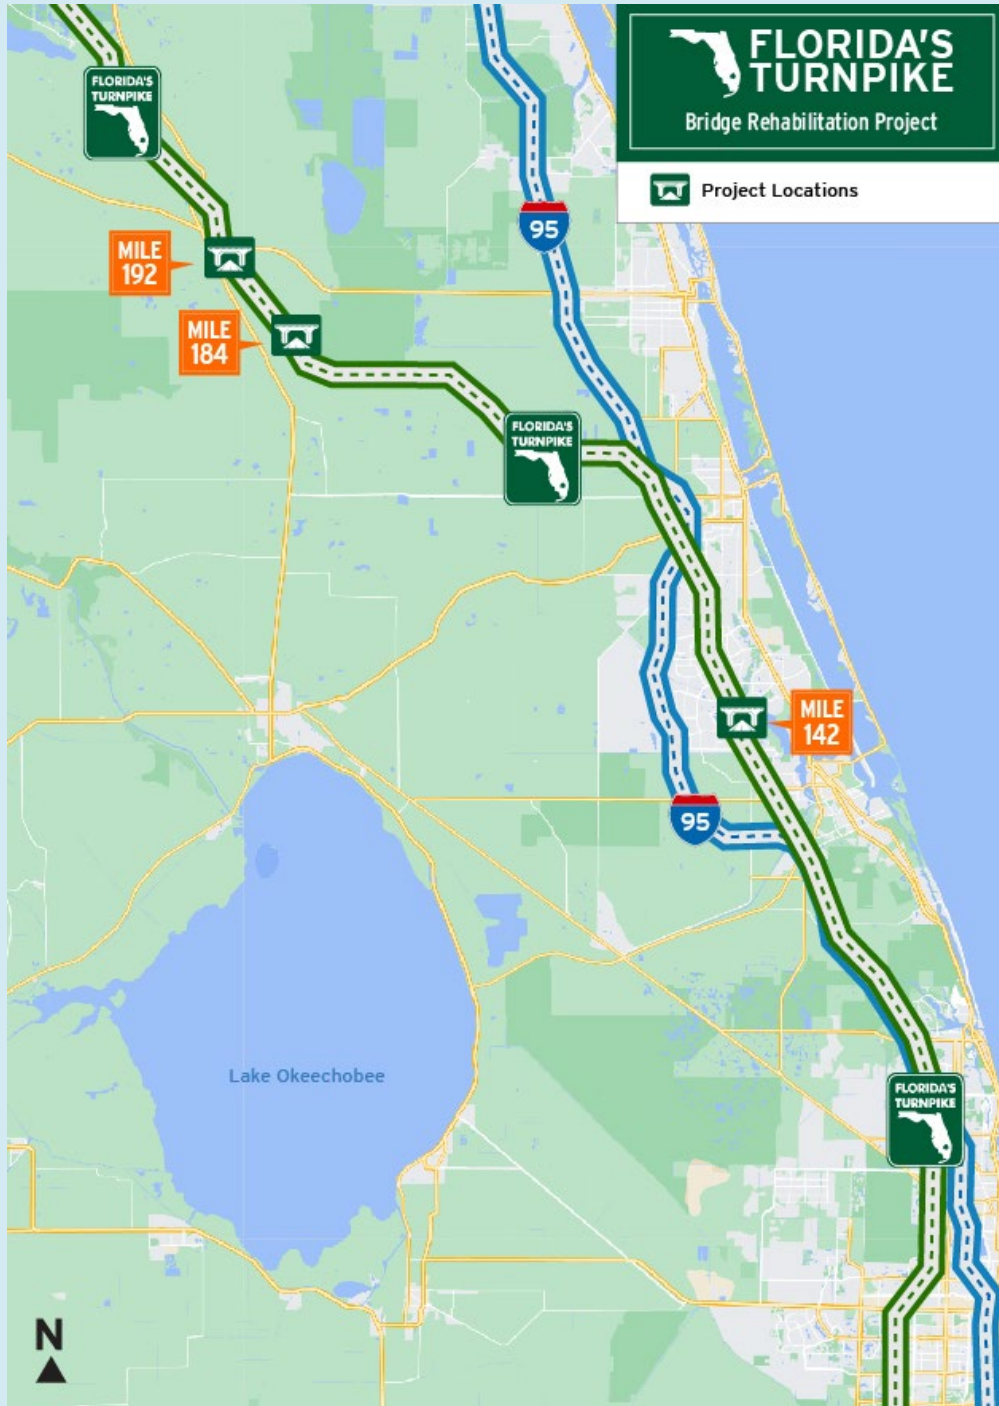 FLORIDA'S
TURNPIKE
Bridge Rehabilitation Project
Project Locations
FLORIDA'S
TURNPIKE
95
MILE
192
MILE
184
FLORIDA'S
TURNPIKE
MILE
142
95
Lake Okeechobee
FLORIDA'S
TURNPIKE
N